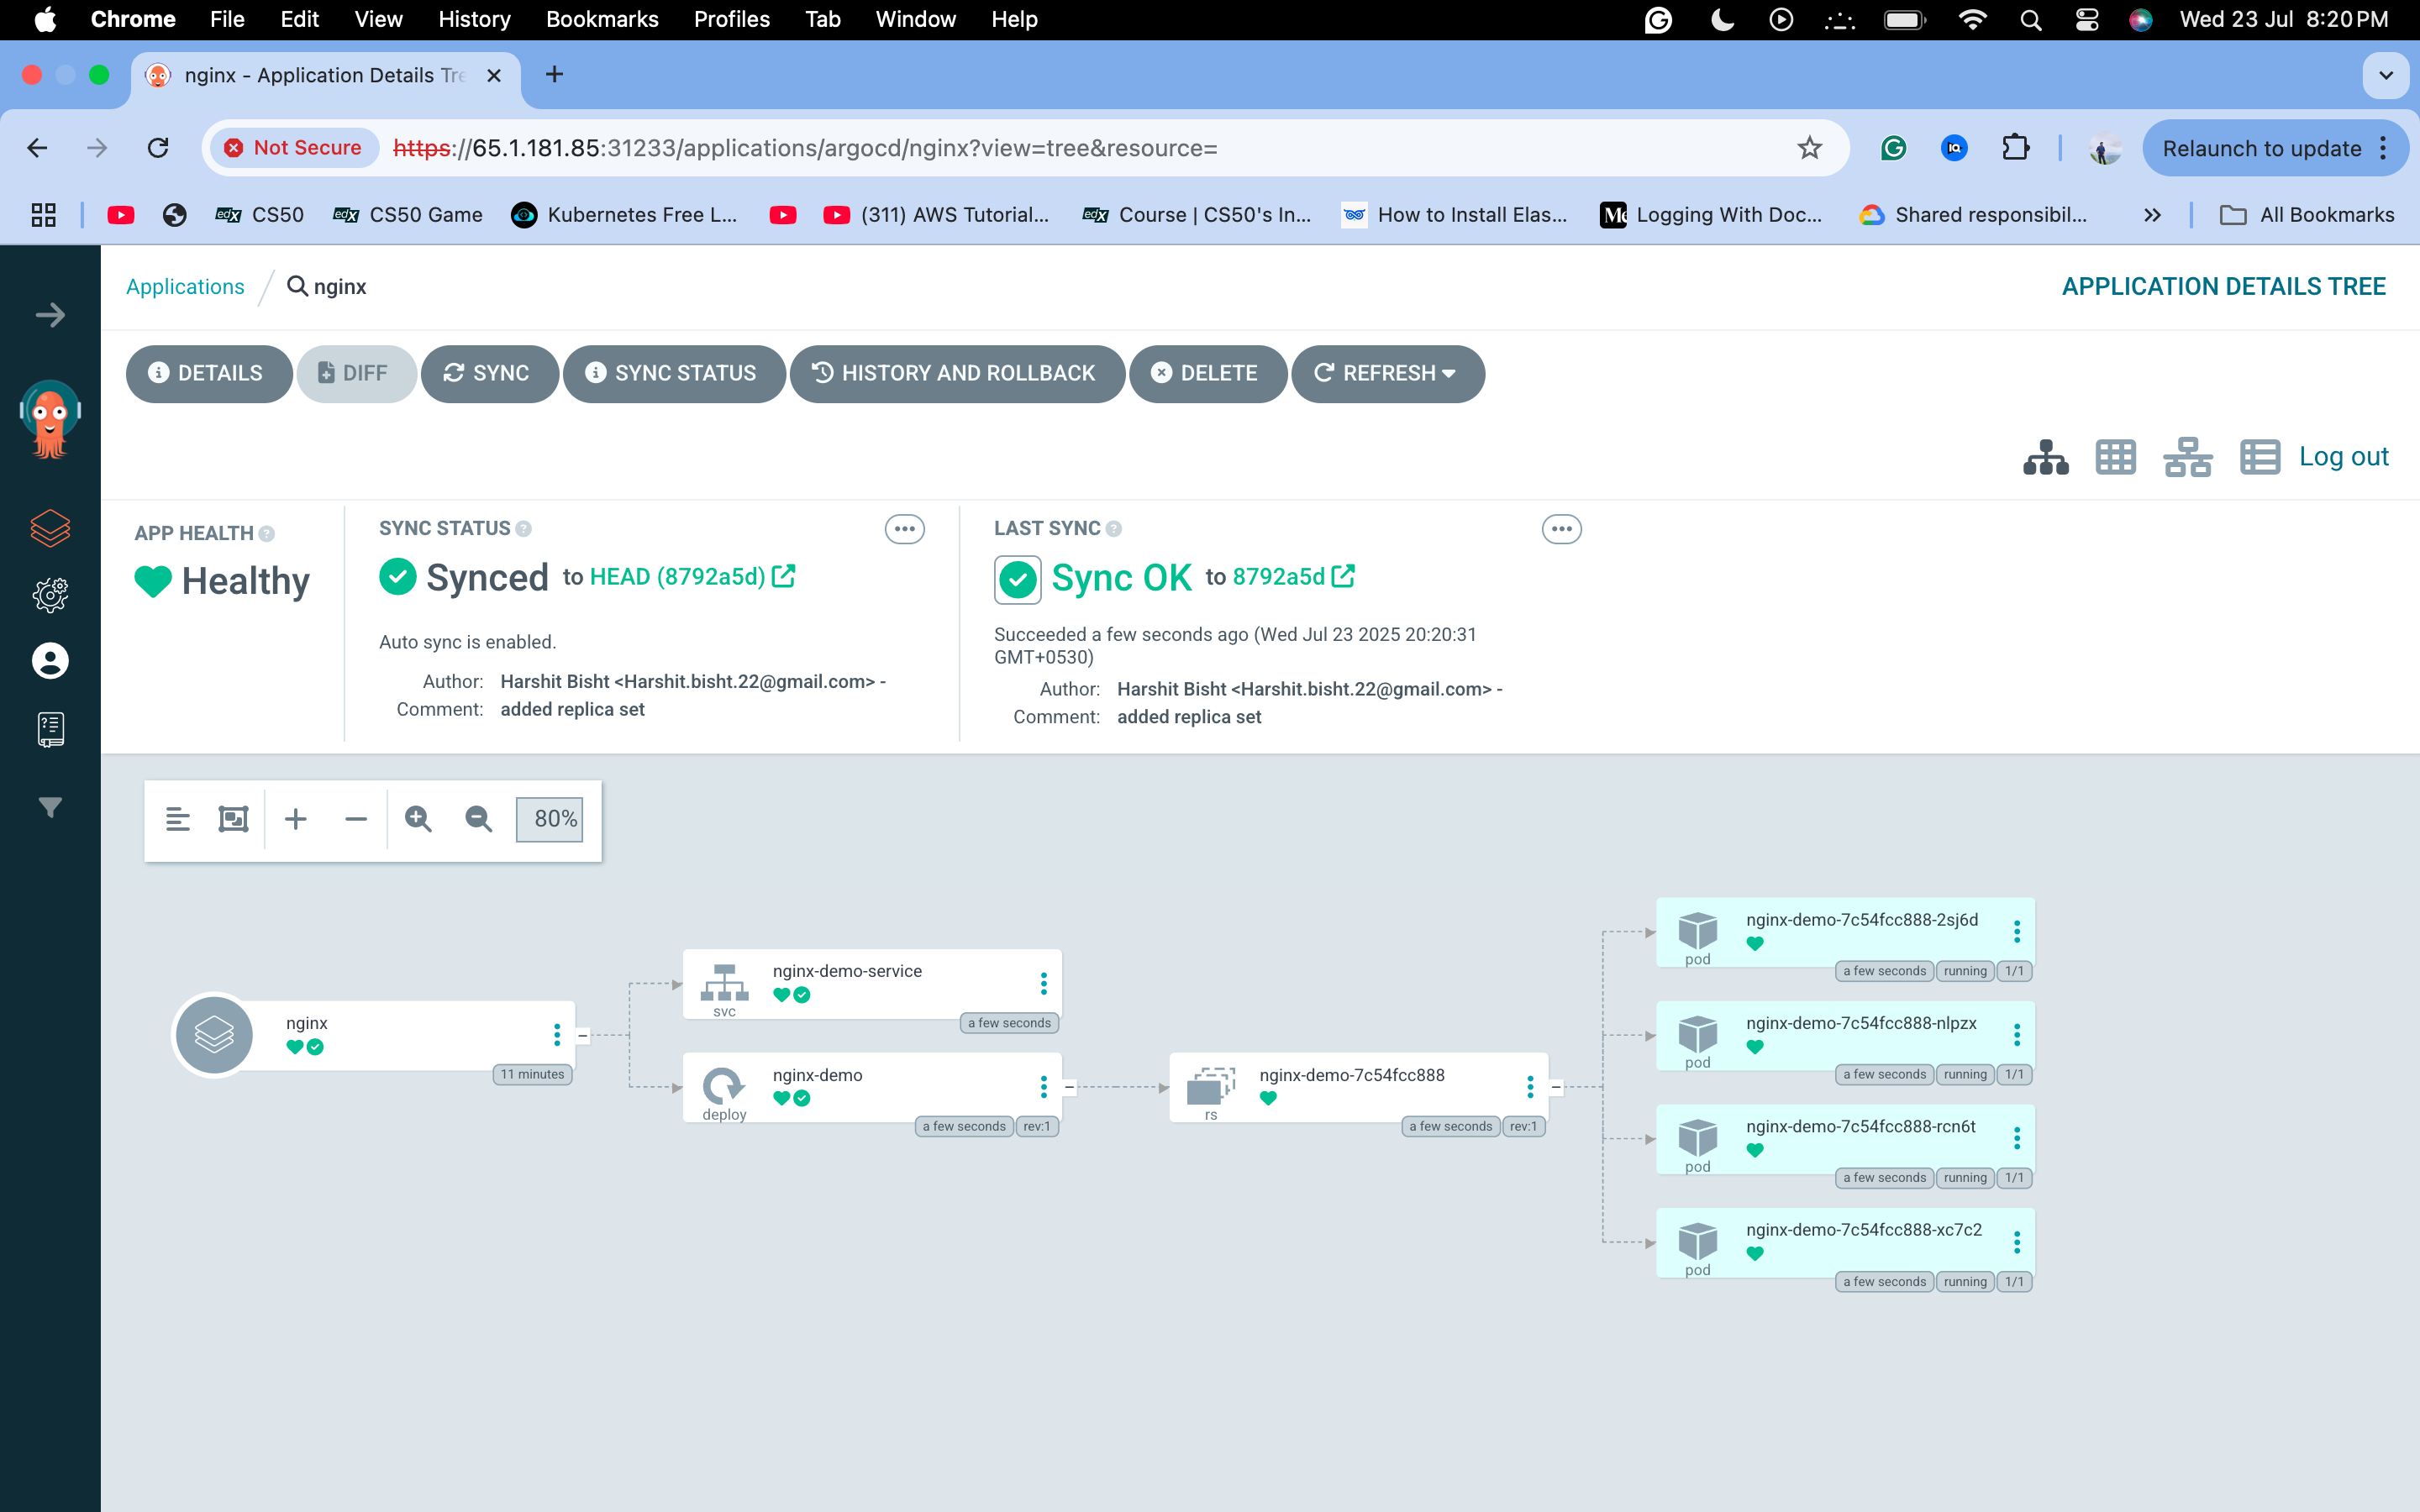 Chrome File Edit View History Bookmarks Profiles Tab Window Help Wed 23 Jul 8:20 PM
nginx - Application Details Tre
Not Secure https://65.1.181.85:31233/applications/argocd/nginx?view=tree&resource= Relaunch to update
CS50 CS50 Game Kubernetes Free L... (311) AWS Tutorial... Course | CS50's In... How to Install Elas... Logging With Doc... Shared responsibil... All Bookmarks
Applications / nginx APPLICATION DETAILS TREE
DETAILS DIFF SYNC SYNC STATUS HISTORY AND ROLLBACK DELETE REFRESH
Log out
APP HEALTH
Healthy
SYNC STATUS
Synced to HEAD (8792a5d)
Auto sync is enabled.
Author: Harshit Bisht <Harshit.bisht.22@gmail.com> -
Comment: added replica set
LAST SYNC
Sync OK to 8792a5d
Succeeded a few seconds ago (Wed Jul 23 2025 20:20:31
GMT+0530)
Author: Harshit Bisht <Harshit.bisht.22@gmail.com> -
Comment: added replica set
80%
nginx
11 minutes
nginx-demo-service
svc
a few seconds
nginx-demo
deploy
a few seconds rev:1
nginx-demo-7c54fcc888
rs
a few seconds rev:1
nginx-demo-7c54fcc888-2sj6d
pod
a few seconds running 1/1
nginx-demo-7c54fcc888-nlpzx
pod
a few seconds running 1/1
nginx-demo-7c54fcc888-rcn6t
pod
a few seconds running 1/1
nginx-demo-7c54fcc888-xc7c2
pod
a few seconds running 1/1